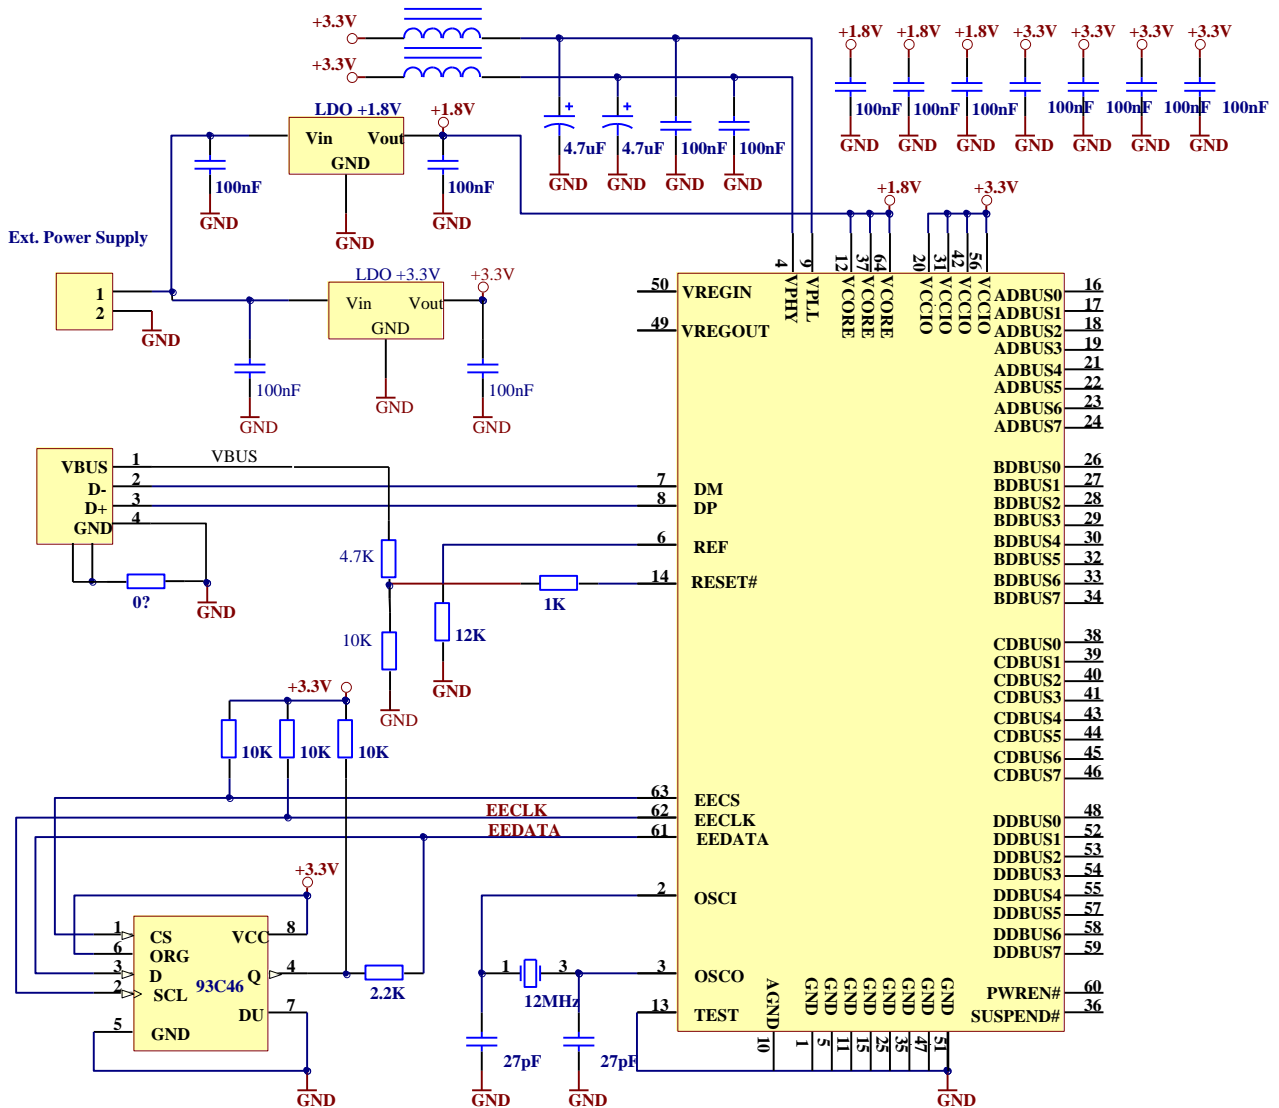 +3.3V
+3.3V
4.7uF
4.7uF
100nF
100nF
GND
GND
GND
GND
+1.8V
+1.8V
+1.8V
+3.3V
+3.3V
+3.3V
+3.3V
100nF
100nF
100nF
100nF
100nF
100nF
100nF
GND
GND
GND
GND
GND
GND
GND
LDO +1.8V
+1.8V
Vin
Vout
GND
100nF
100nF
GND
GND
GND
Ext. Power Supply
1
2
GND
LDO +3.3V
+3.3V
Vin
Vout
GND
100nF
100nF
GND
GND
GND
+1.8V
+3.3V
4
9
12
37
64
20
31
42
56
VPHY
VPLL
VCORE
VCORE
VCORE
VCCIO
VCCIO
VCCIO
VCCIO
50
VREGIN
49
VREGOUT
VBUS
1
VBUS
D-
2
D+
3
GND
4
0?
GND
7
DM
8
DP
6
REF
14
RESET#
4.7K
10K
1K
12K
GND
GND
+3.3V
10K
10K
10K
63
EECS
EECLK
62
EECLK
EEDATA
61
EEDATA
+3.3V
1
CS
6
ORG
3
D
2
SCL
5
GND
93C46
VCC
8
Q
4
DU
7
2.2K
GND
2
OSCI
1
3
12MHz
3
OSCO
13
TEST
27pF
27pF
GND
GND
AGND
GND
GND
GND
GND
GND
GND
GND
GND
10
1
5
11
15
25
35
47
51
GND
ADBUS0
16
ADBUS1
17
ADBUS2
18
ADBUS3
19
ADBUS4
21
ADBUS5
22
ADBUS6
23
ADBUS7
24
BDBUS0
26
BDBUS1
27
BDBUS2
28
BDBUS3
29
BDBUS4
30
BDBUS5
32
BDBUS6
33
BDBUS7
34
CDBUS0
38
CDBUS1
39
CDBUS2
40
CDBUS3
41
CDBUS4
43
CDBUS5
44
CDBUS6
45
CDBUS7
46
DDBUS0
48
DDBUS1
52
DDBUS2
53
DDBUS3
54
DDBUS4
55
DDBUS5
57
DDBUS6
58
DDBUS7
59
PWREN#
60
SUSPEND#
36